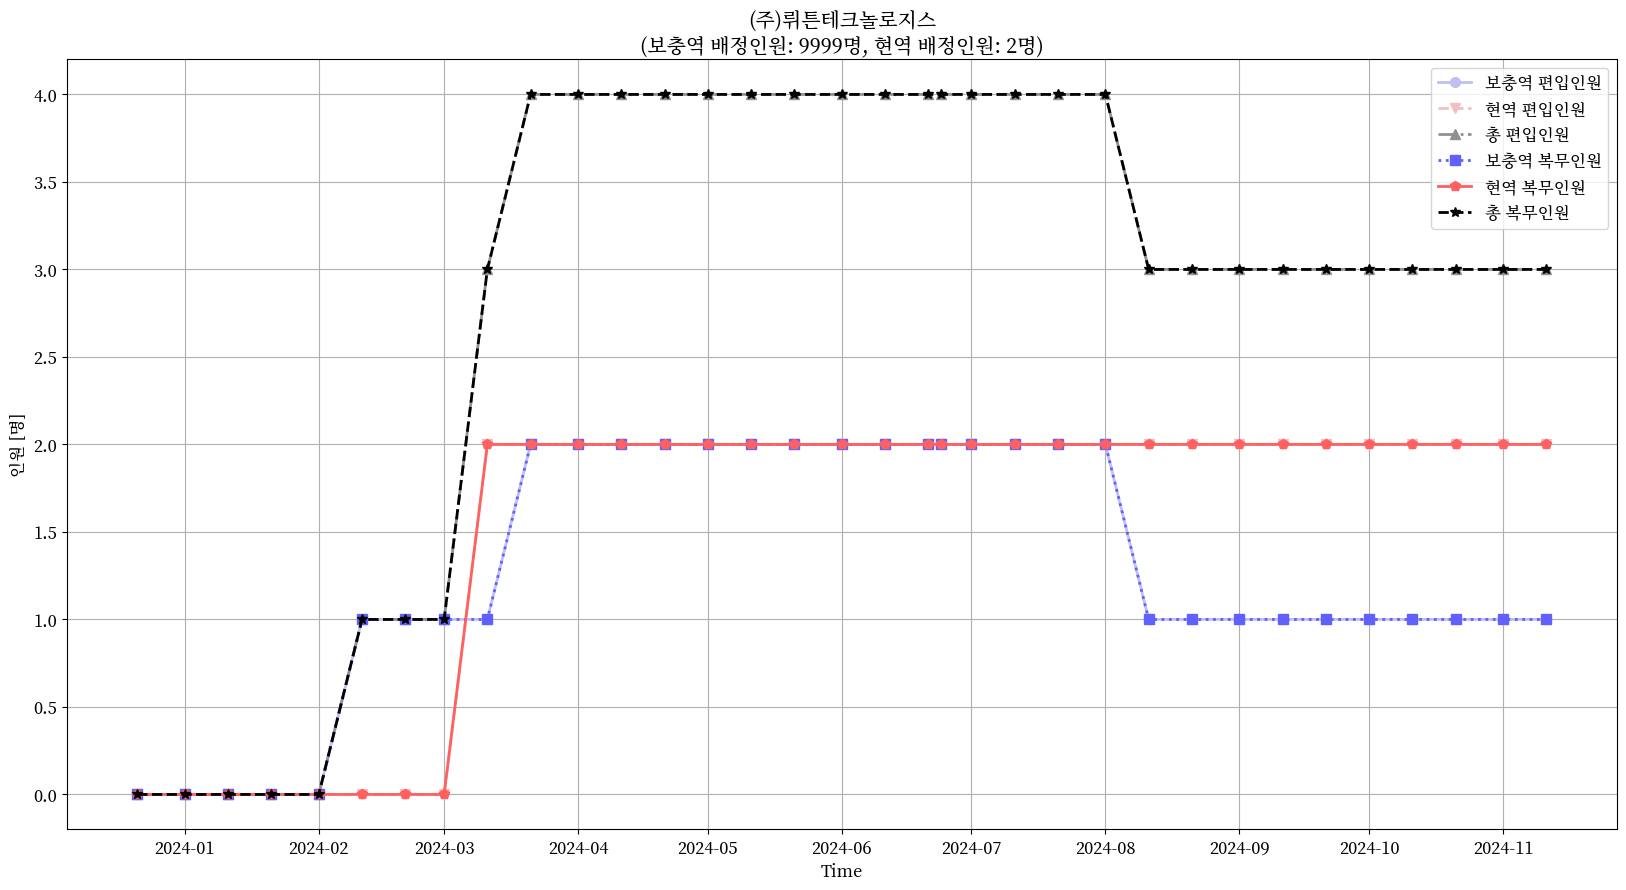 (주)뤼튼테크놀로지스
(보충역 배정인원: 9999명, 현역 배정인원: 2명)
보충역 편입인원
현역 편입인원
총 편입인원
보충역 복무인원
현역 복무인원
총 복무인원
4.0
3.5
3.0
2.5
2.0
1.5
1.0
0.5
0.0
인원 [명]
2024-01
2024-02
2024-03
2024-04
2024-05
2024-06
2024-07
2024-08
2024-09
2024-10
2024-11
Time